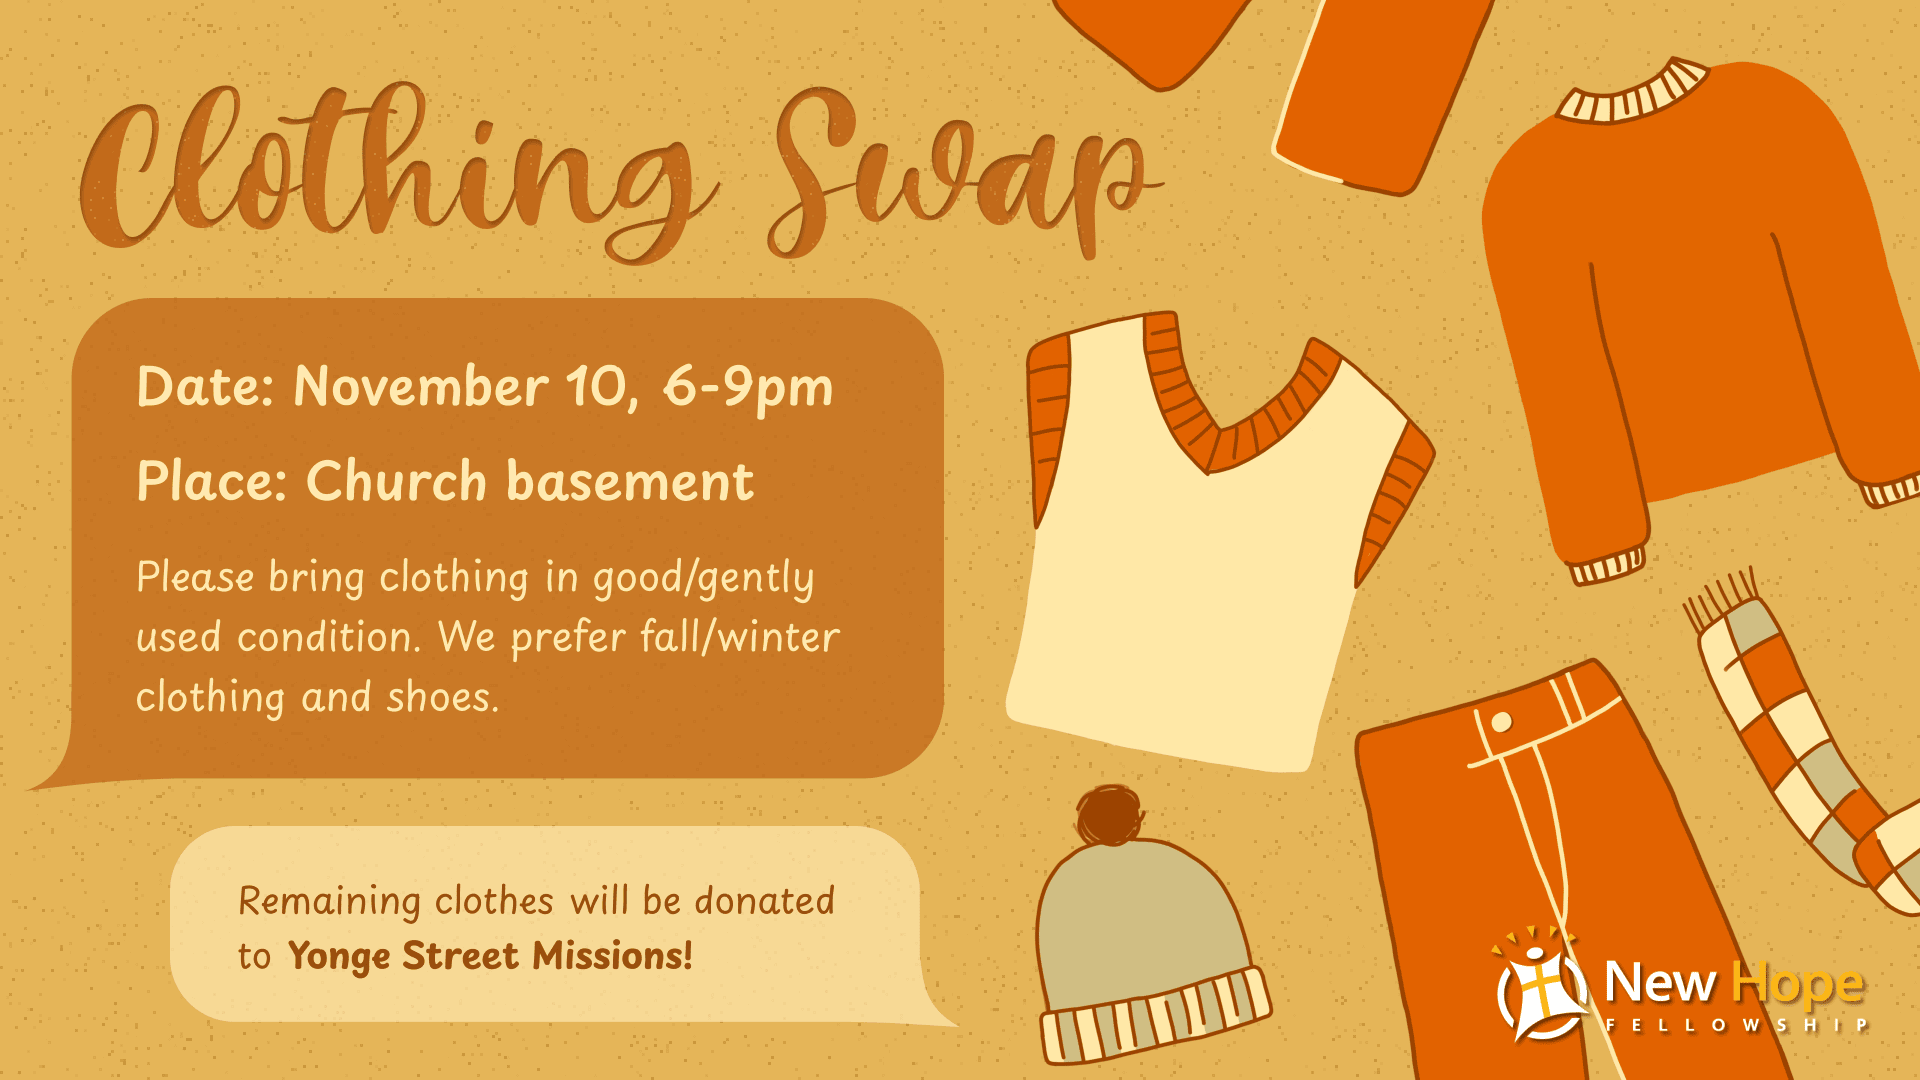 Clothing Swap
Date: November 10, 6-9pm
Place: Church basement
Please bring clothing in good/gently
used condition. We prefer fall/winter
clothing and shoes.
Remaining clothes will be donated
to Yonge Street Missions!
New Hope
FELLOWSHIP